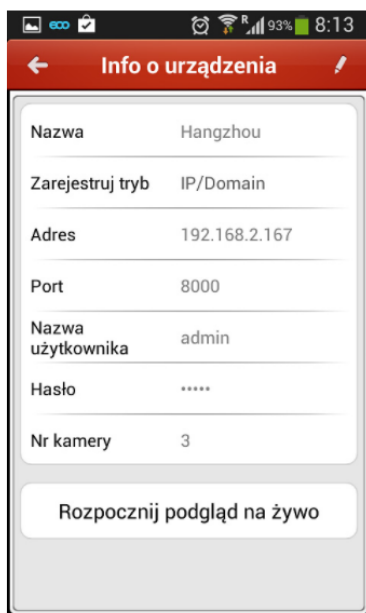 eco R 93% 8:13
Info o urządzenia
Nazwa Hangzhou
Zarejestruj tryb IP/Domain
Adres 192.168.2.167
Port 8000
Nazwa
użytkownika admin
Hasło •••••
Nr kamery 3
Rozpocznij podgląd na żywo